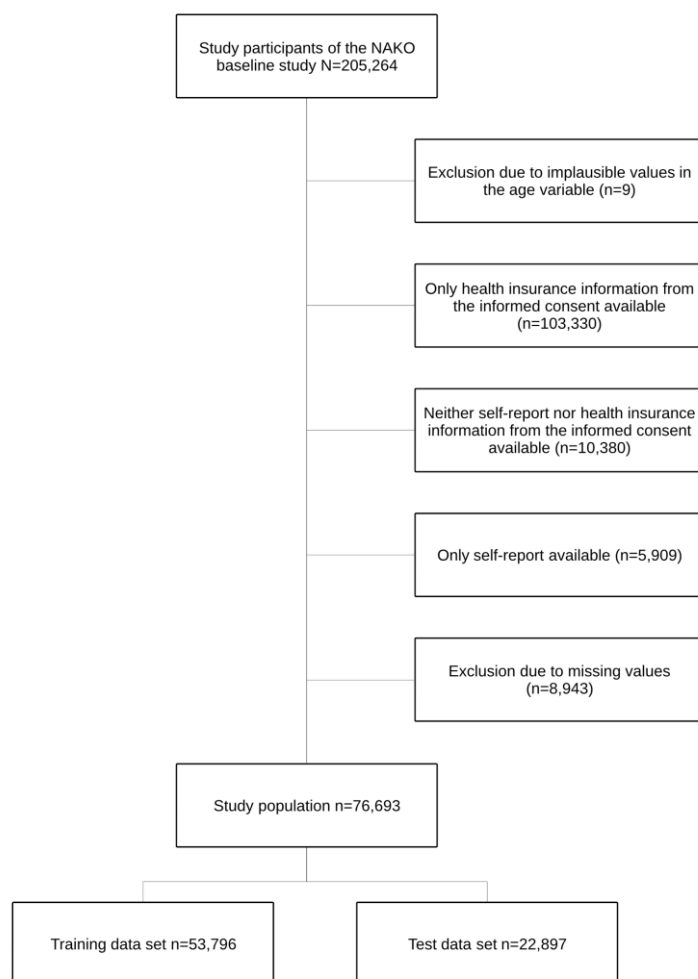 Study participants of the NAKO
baseline study N=205,264
Exclusion due to implausible values in
the age variable (n=9)
Only health insurance information from
the informed consent available
(n=103,330)
Neither self-report nor health insurance
information from the informed consent
available (n=10,380)
Only self-report available (n=5,909)
Exclusion due to missing values
(n=8,943)
Study population n=76,693
Training data set n=53,796
Test data set n=22,897